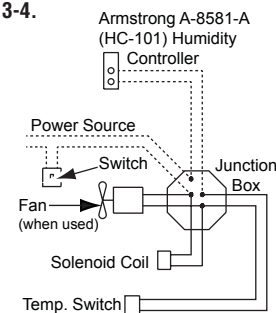 3-4.
Armstrong A-8581-A
(HC-101) Humidity
Controller
Power Source
Switch
Junction
Box
Fan
(when used)
Solenoid Coil
Temp. Switch